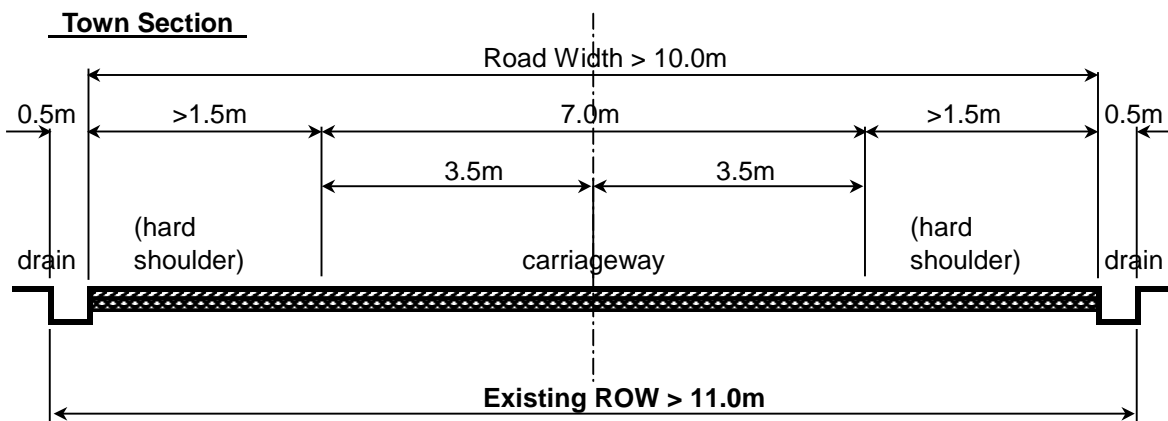 Town Section
Road Width > 10.0m
0.5m >1.5m 7.0m >1.5m 0.5m
3.5m 3.5m
(hard (hard
drain shoulder) carriageway shoulder) drain
Existing ROW > 11.0m